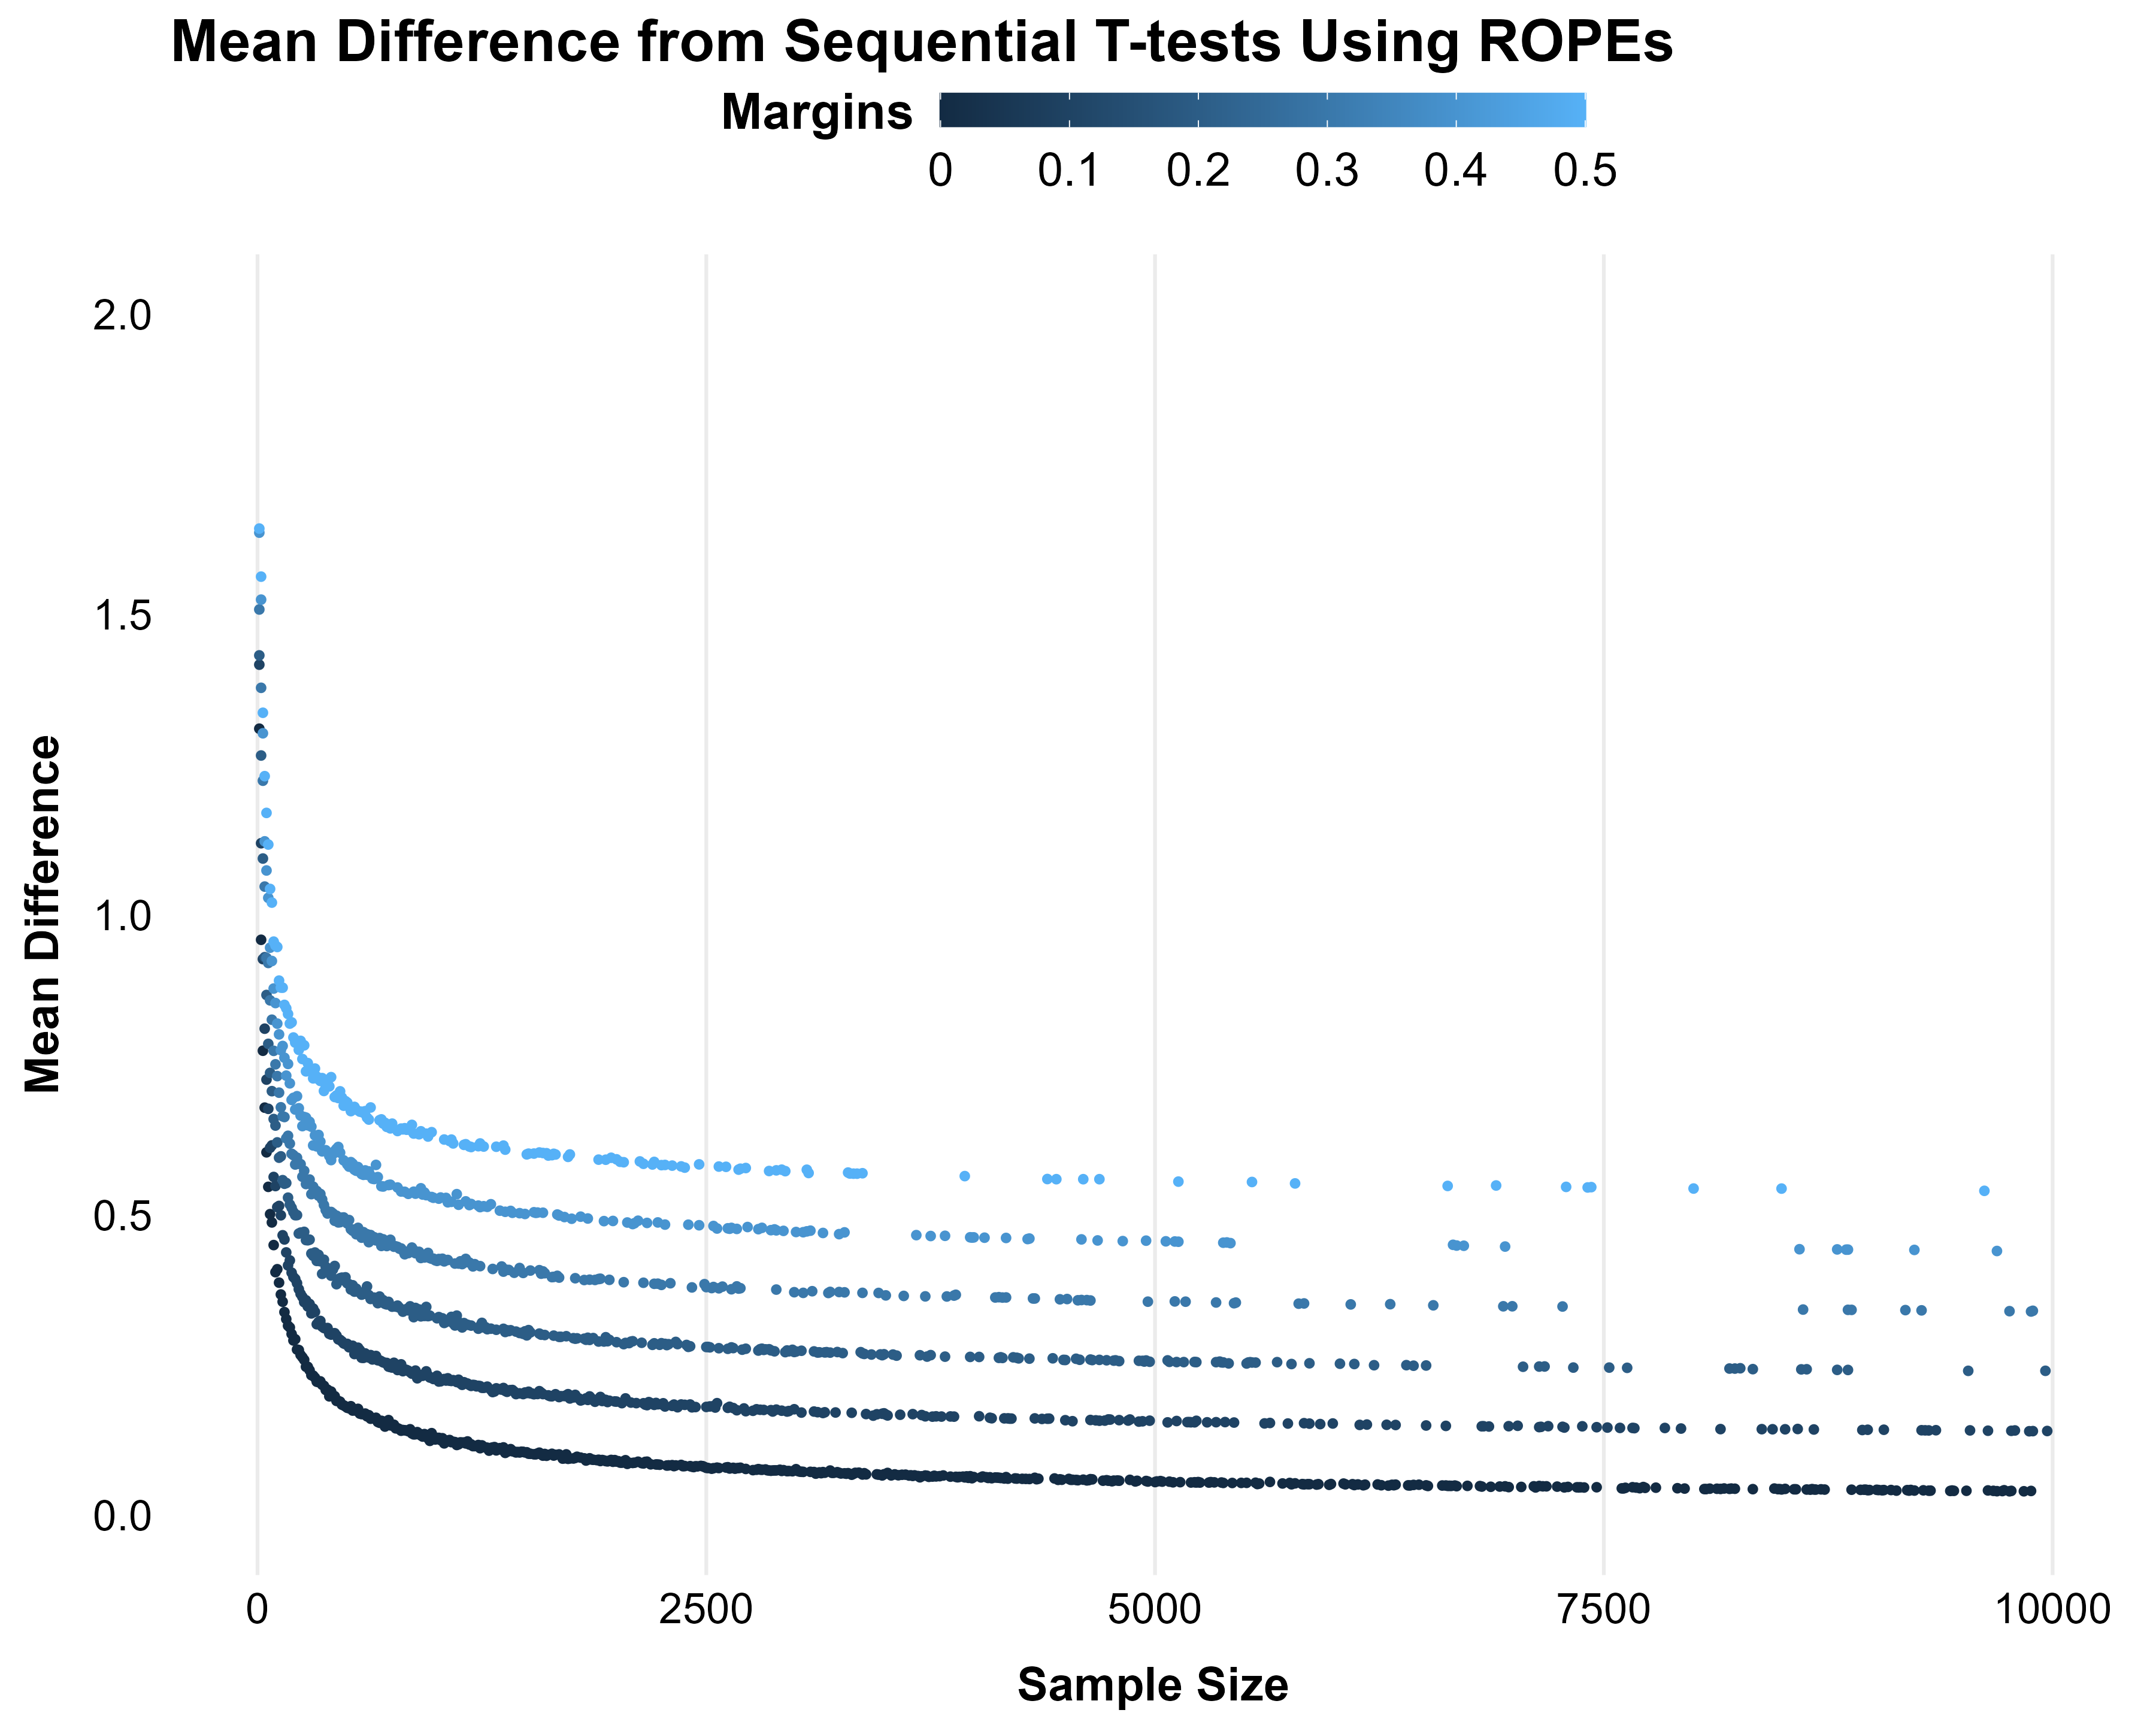 Mean Difference from Sequential T-tests Using ROPEs
Margins
0 0.1 0.2 0.3 0.4 0.5
2.0
1.5
1.0
0.5
0.0
Mean Difference
0 2500 5000 7500 10000
Sample Size